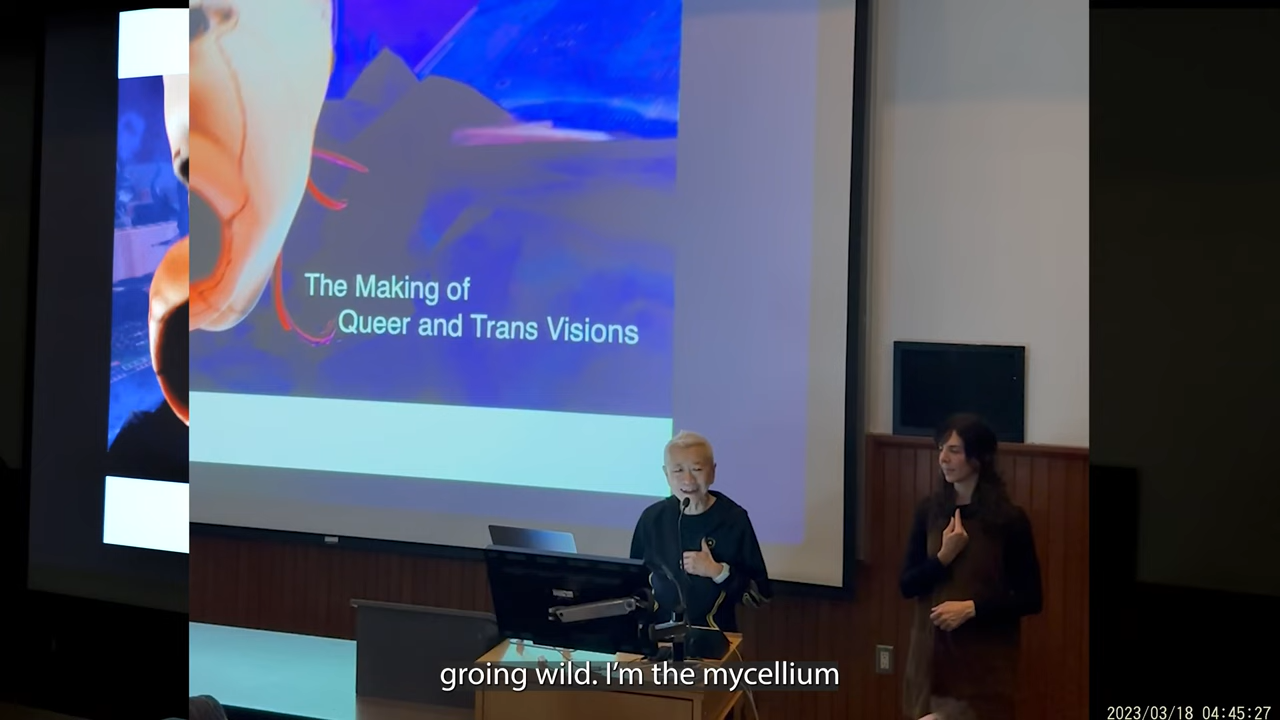 The Making of
Queer and Trans Visions
groing wild. I'm the mycellium
2023/03/18 04:45:27